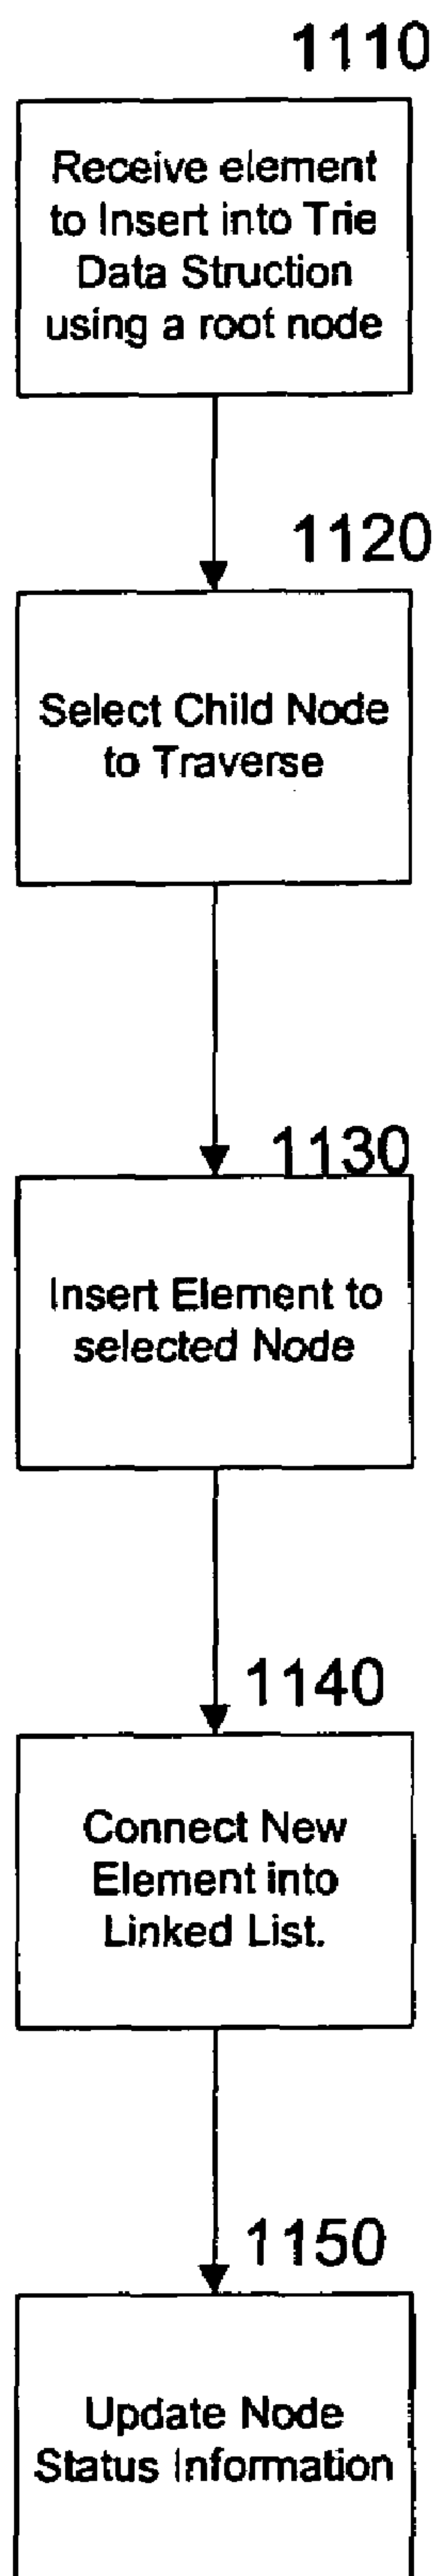 1110
Receive element
to Insert into Trie
Data Struction
using a root node
1120
Select Child Node
to Traverse
1130
Insert Element to
selected Node
1140
Connect New
Element into
Linked List.
1150
Update Node
Status Information